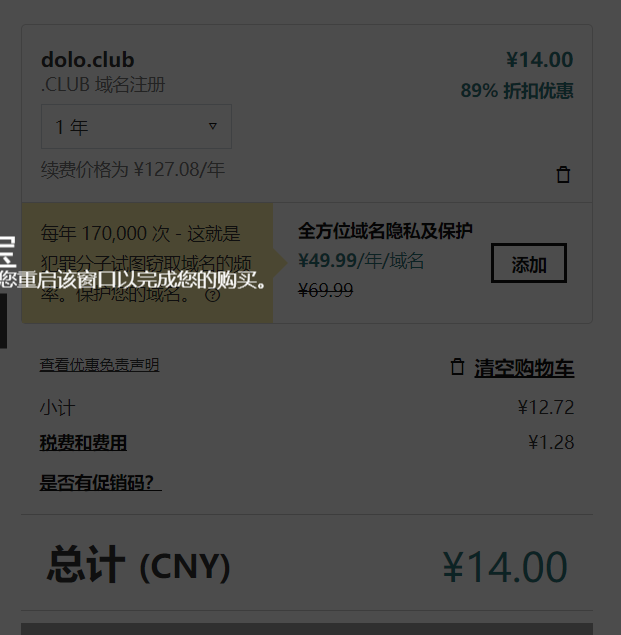 dolo.club
¥14.00
.CLUB 域名注册
89% 折扣优惠
1 年
续费价格为 ¥127.08/年
每年 170,000 次 - 这就是
犯罪分子试图窃取域名的频
率。保护您的域名。
全方位域名隐私及保护
¥49.99/年/域名
¥69.99
添加
宝
您重启该窗口以完成您的购买。
查看优惠免责声明
清空购物车
小计
¥12.72
税费和费用
¥1.28
是否有促销码？
总计 (CNY)
¥14.00